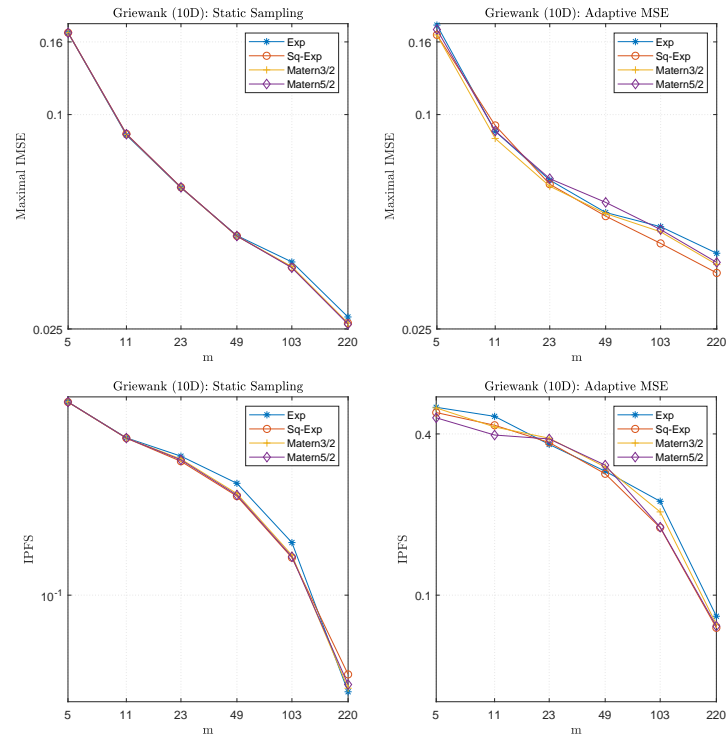 Griewank (10D): Static Sampling
0.16
0.1
0.025
Maximal IMSE
5 11 23 49 103 220
m
Exp
Sq-Exp
Matern3/2
Matern5/2
Griewank (10D): Adaptive MSE
0.16
0.1
0.025
Maximal IMSE
5 11 23 49 103 220
m
Exp
Sq-Exp
Matern3/2
Matern5/2
Griewank (10D): Static Sampling
10^-1
IPFS
5 11 23 49 103 220
m
Exp
Sq-Exp
Matern3/2
Matern5/2
Griewank (10D): Adaptive MSE
0.4
0.1
IPFS
5 11 23 49 103 220
m
Exp
Sq-Exp
Matern3/2
Matern5/2